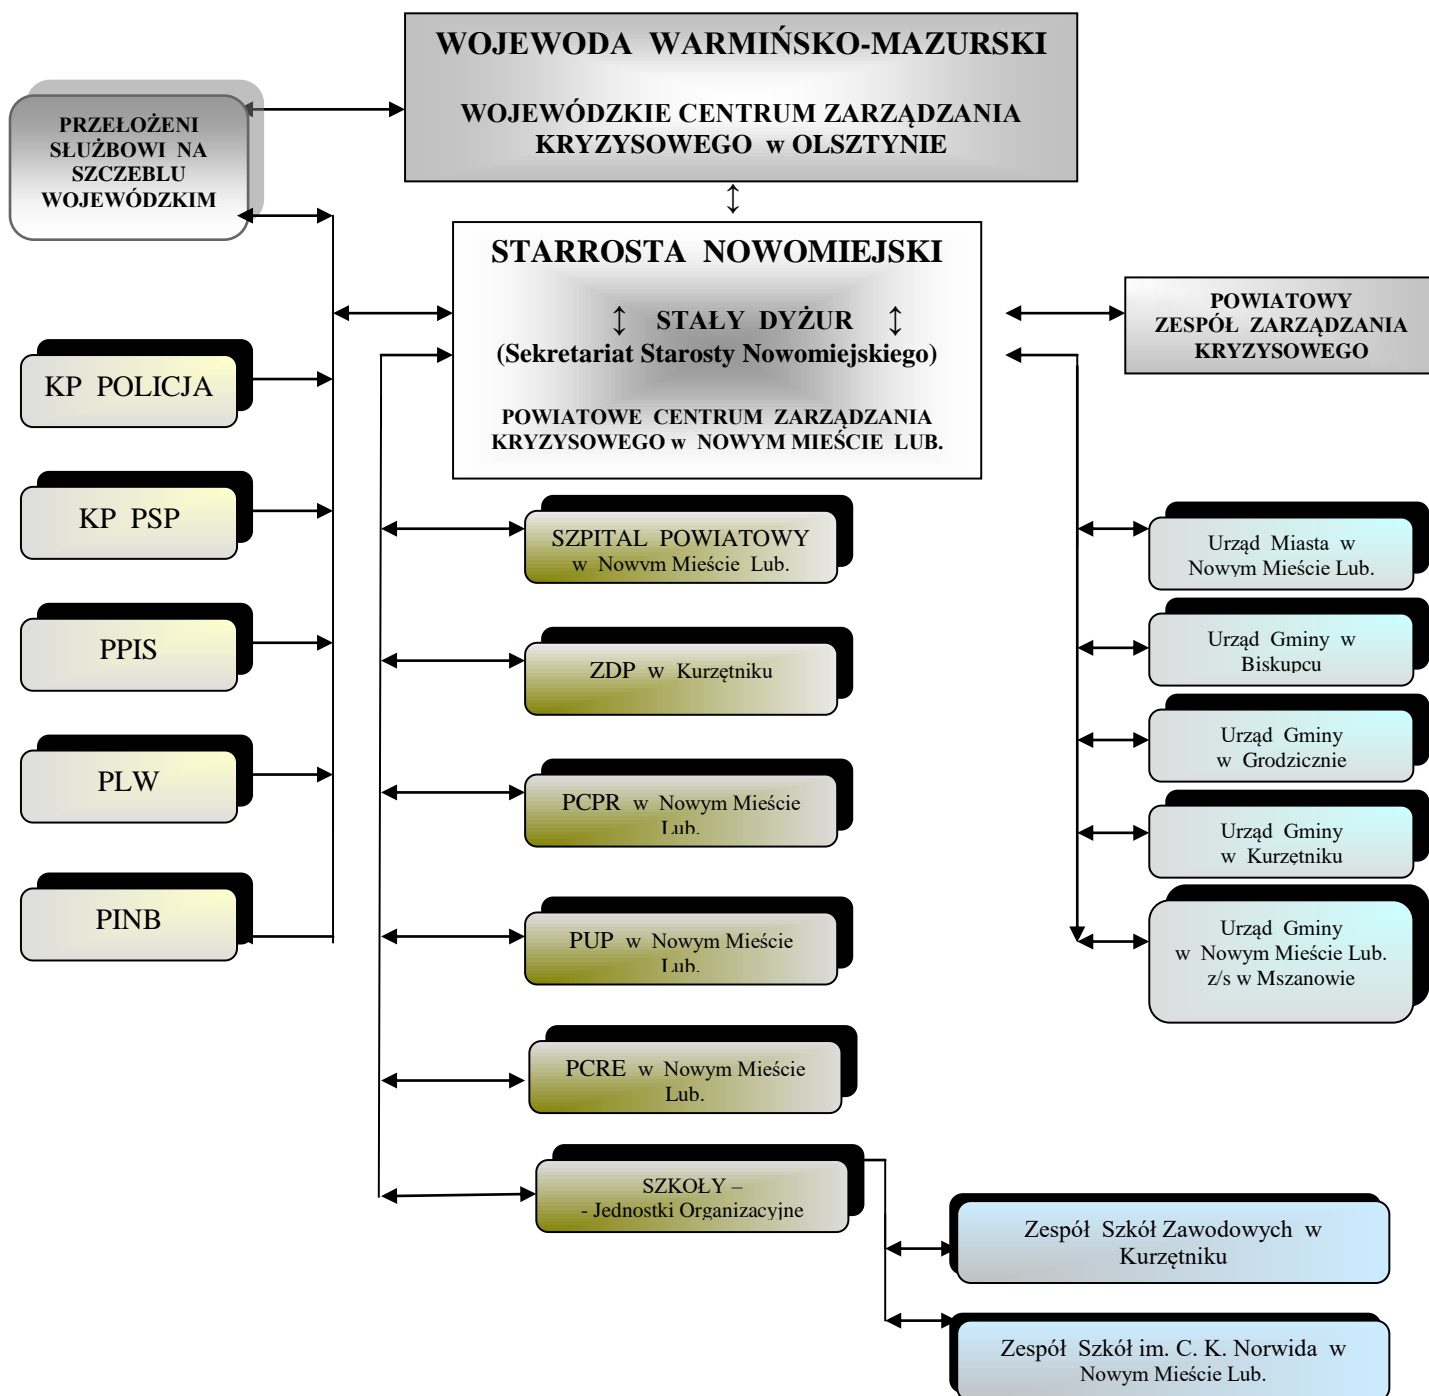 WOJEWODA WARMIŃSKO-MAZURSKI
WOJEWÓDZKIE CENTRUM ZARZĄDZANIA
KRYZYSOWEGO w OLSZTYNIE
PRZEŁOŻENI
SŁUŻBOWI NA
SZCZEBLU
WOJEWÓDZKIM
STARROSTA NOWOMIEJSKI
↕ STAŁY DYŻUR ↕
(Sekretariat Starosty Nowomiejskiego)
POWIATOWE CENTRUM ZARZĄDZANIA
KRYZYSOWEGO w NOWYM MIEŚCIE LUB.
POWIATOWY
ZESPÓŁ ZARZĄDZANIA
KRYZYSOWEGO
KP POLICJA
KP PSP
PPIS
PLW
PINB
SZPITAL POWIATOWY
w Nowym Mieście Lub.
ZDP w Kurzętniku
PCPR w Nowym Mieście
Lub.
PUP w Nowym Mieście
Lub.
PCRE w Nowym Mieście
Lub.
SZKOŁY –
- Jednostki Organizacyjne
Urząd Miasta w
Nowym Mieście Lub.
Urząd Gminy w
Biskupcu
Urząd Gminy
w Grodzicznie
Urząd Gminy
w Kurzętniku
Urząd Gminy
w Nowym Mieście Lub.
z/s w Mszanowie
Zespół Szkół Zawodowych w
Kurzętniku
Zespół Szkół im. C. K. Norwida w
Nowym Mieście Lub.